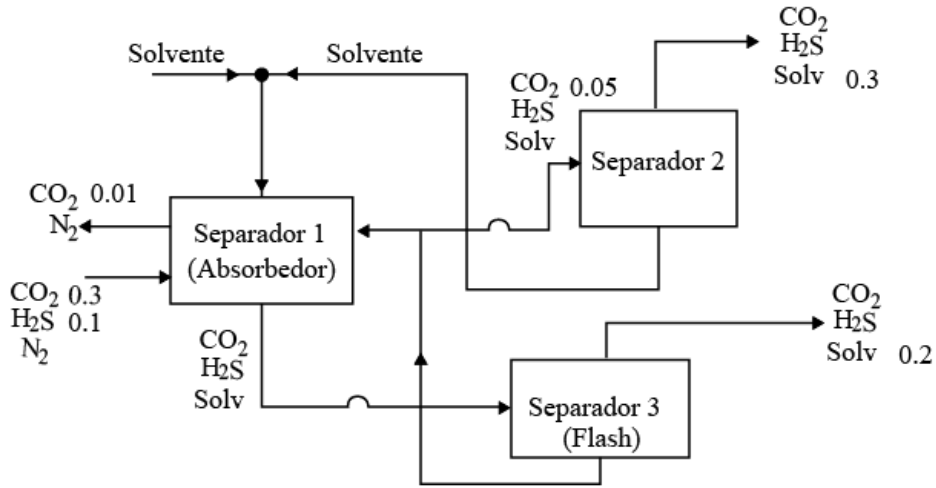 Solvente
Solvente
CO₂
H₂S
Solv 0.3
CO₂ 0.05
H₂S
Solv
Separador 2
CO₂ 0.01
N₂
Separador 1
(Absorbedor)
CO₂ 0.3
H₂S 0.1
N₂
CO₂
H₂S
Solv
CO₂
H₂S
Solv 0.2
Separador 3
(Flash)